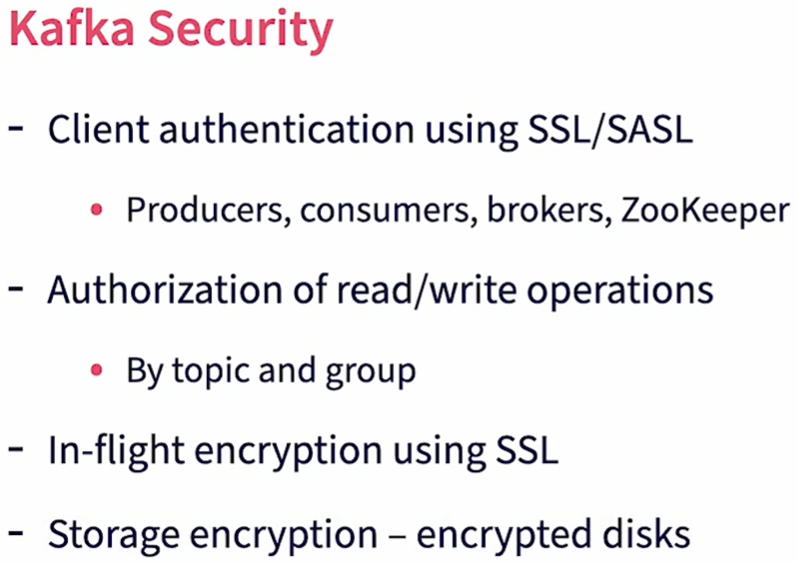 Kafka Security
- Client authentication using SSL/SASL
• Producers, consumers, brokers, ZooKeeper
- Authorization of read/write operations
• By topic and group
- In-flight encryption using SSL
- Storage encryption – encrypted disks